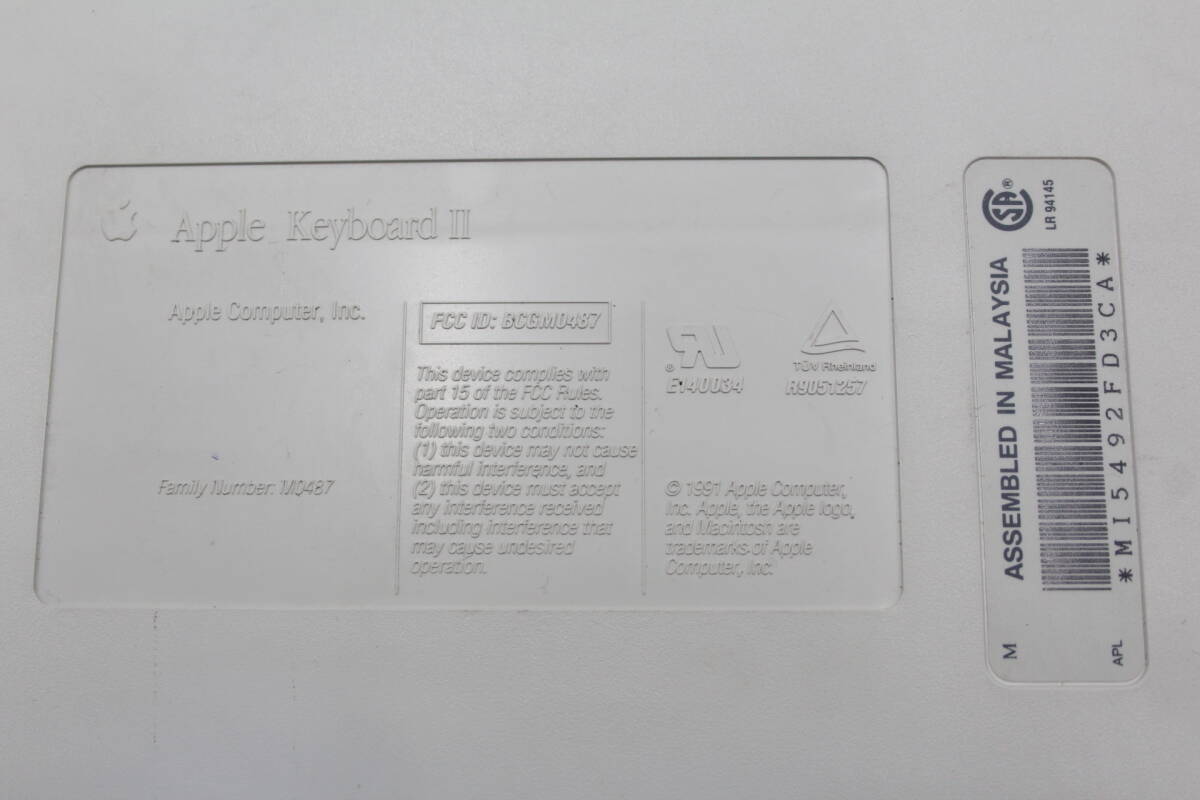 Apple Keyboard II
Apple Computer, Inc.
Family Number: M0487
FCC ID: BCGM0487
This device complies with
part 15 of the FCC Rules.
Operation is subject to the
following two conditions:
(1) this device may not cause
harmful interference, and
(2) this device must accept
any interference received
including interference that
may cause undesired
operation.
E140034
TÜV Rheinland
R9051257
© 1991 Apple Computer,
Inc. Apple, the Apple logo,
and Macintosh are
trademarks of Apple
Computer, Inc.
SA®
LR 94145
ASSEMBLED IN MALAYSIA
M
*MI5492FD3CA*
APL